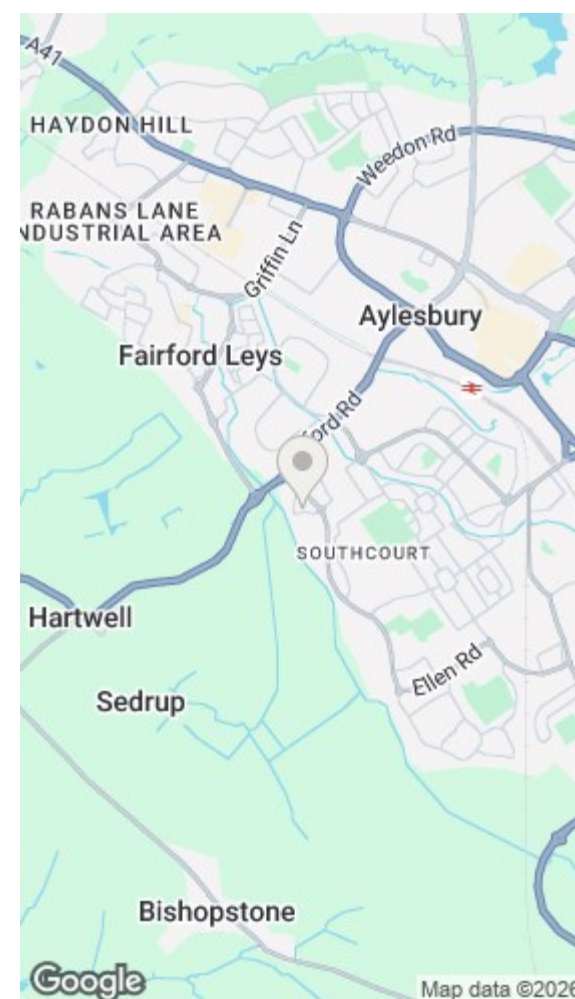 A41
HAYDON HILL
Weedon Rd
RABANS LANE
NDUSTRIAL AREA
Griffin Ln
Aylesbury
Fairford Leys
ford Rd
SOUTHCOURT
Hartwell
Ellen Rd
Sedrup
Bishopstone
Google
Map data ©2026